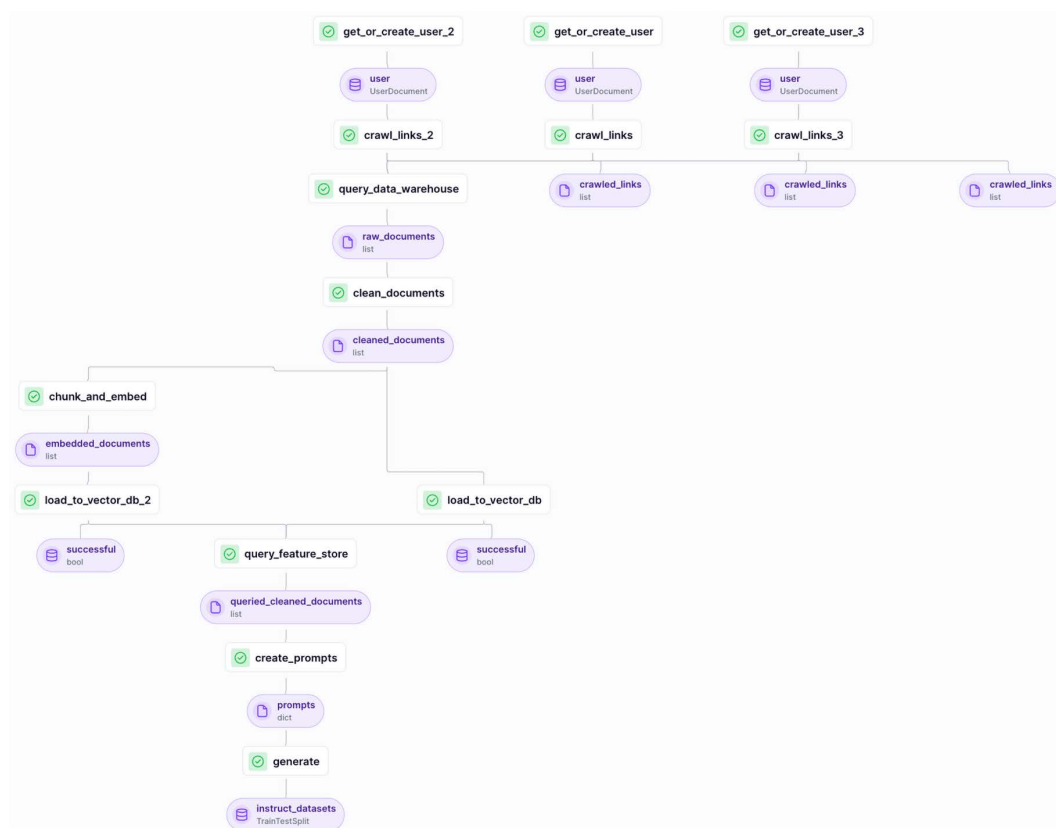 get_or_create_user_2
get_or_create_user
get_or_create_user_3
user
UserDocument
user
UserDocument
user
UserDocument
crawl_links_2
crawl_links
crawl_links_3
query_data_warehouse
crawled_links
list
crawled_links
list
crawled_links
list
raw_documents
list
clean_documents
cleaned_documents
list
chunk_and_embed
embedded_documents
list
load_to_vector_db_2
load_to_vector_db
successful
bool
query_feature_store
successful
bool
queried_cleaned_documents
list
create_prompts
prompts
dict
generate
instruct_datasets
TrainTestSplit